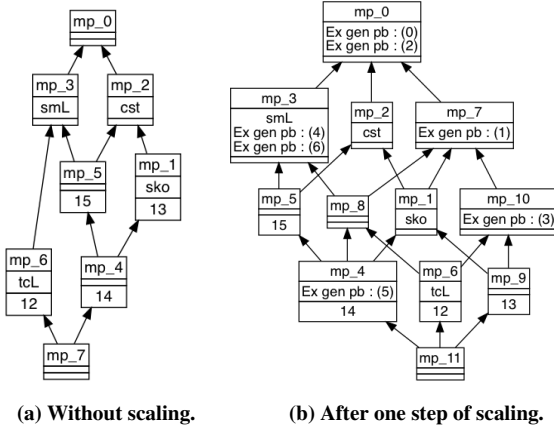 mp_0
mp_3
smL
mp_2
cst
mp_5
15
mp_1
sko
13
mp_6
tcL
12
mp_4
14
mp_7
(a) Without scaling.
mp_0
Ex gen pb : (0)
Ex gen pb : (2)
mp_3
smL
Ex gen pb : (4)
Ex gen pb : (6)
mp_2
cst
mp_7
Ex gen pb : (1)
mp_5
15
mp_8
mp_1
sko
mp_10
Ex gen pb : (3)
mp_4
Ex gen pb : (5)
14
mp_6
tcL
12
mp_9
13
mp_11
(b) After one step of scaling.